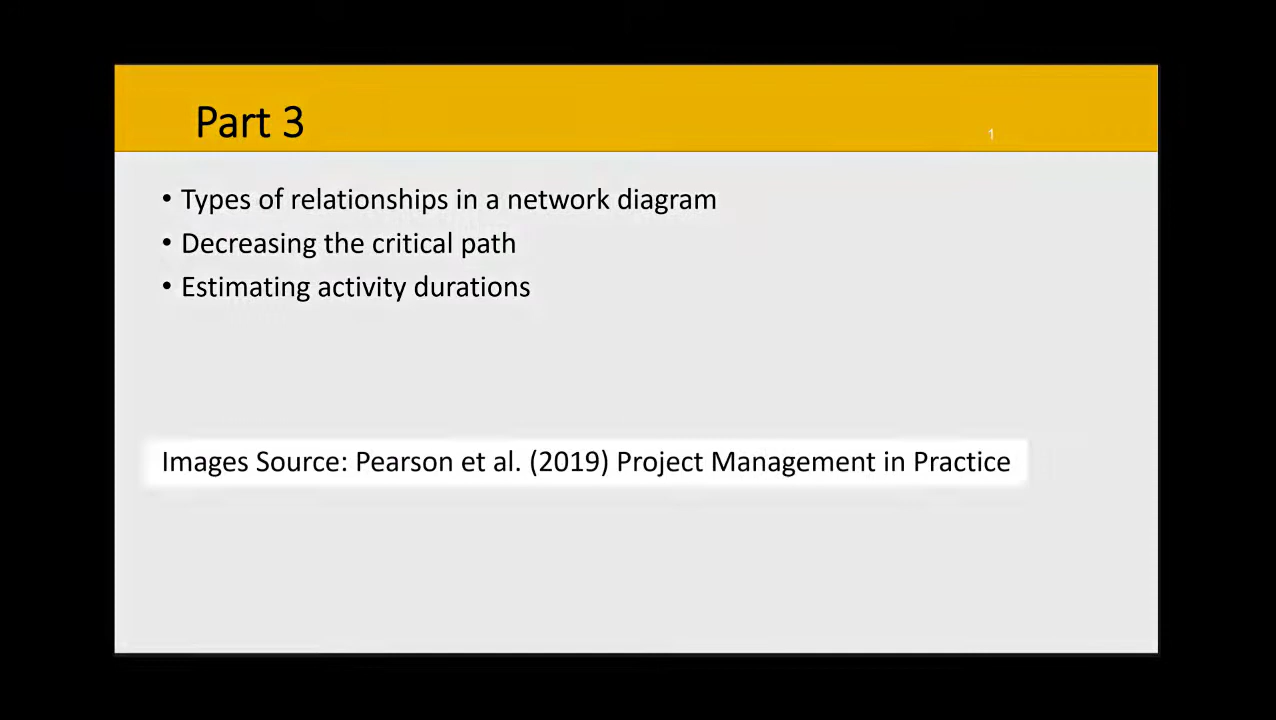 Part 3
1
• Types of relationships in a network diagram
• Decreasing the critical path
• Estimating activity durations
Images Source: Pearson et al. (2019) Project Management in Practice